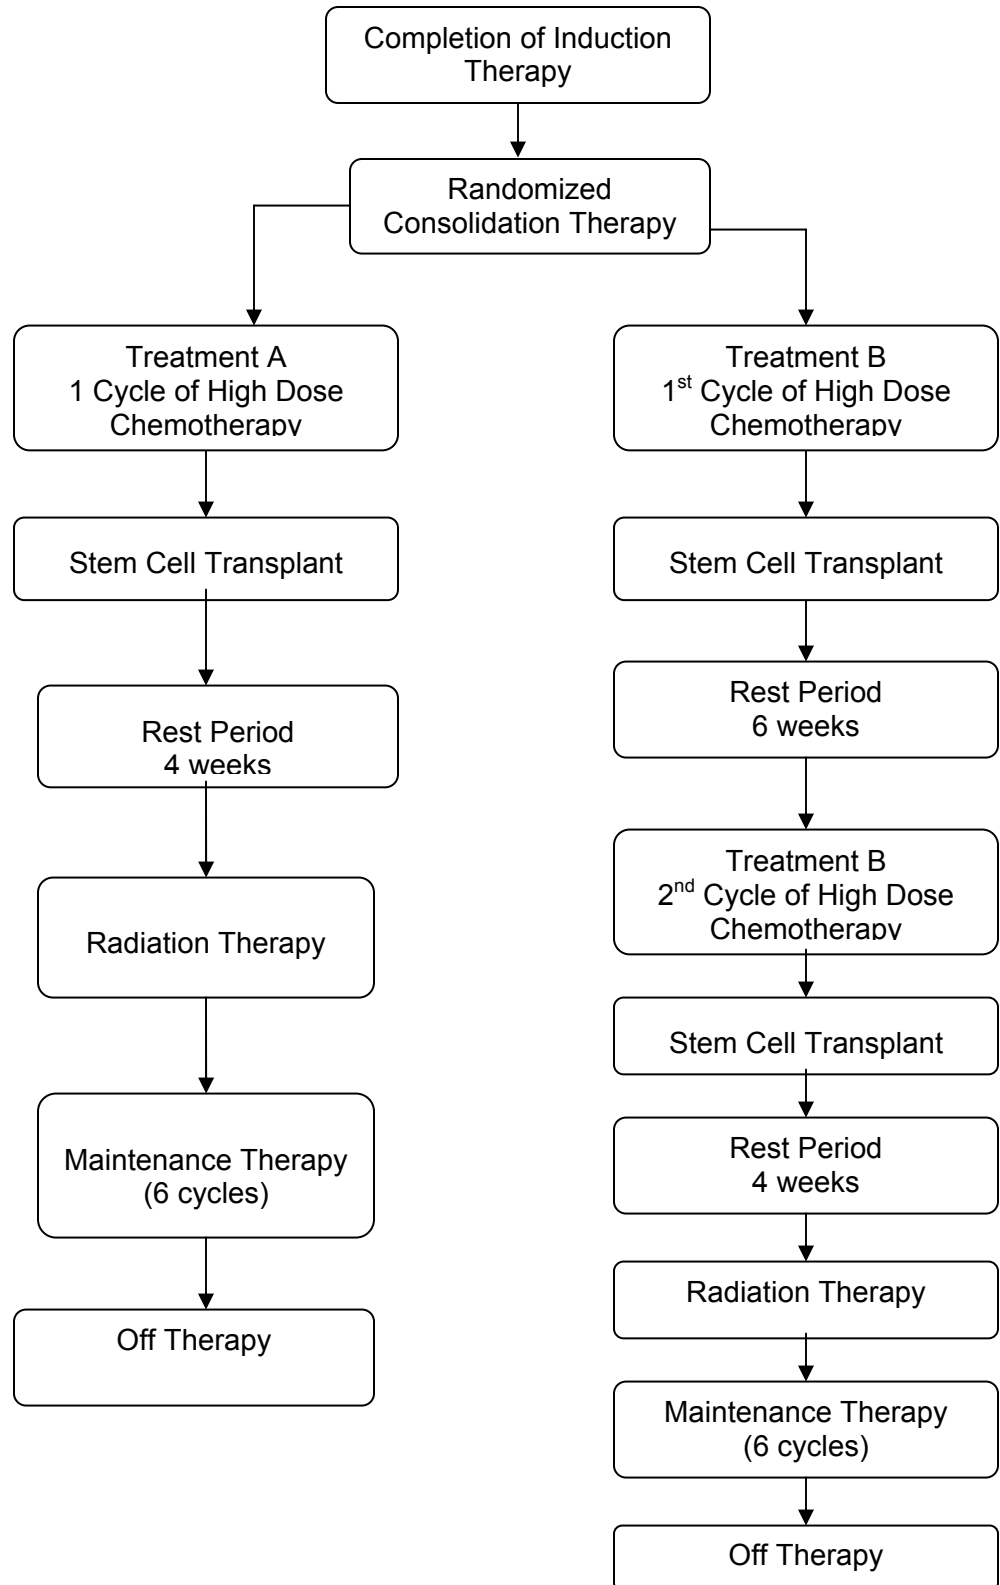 Completion of Induction
Therapy
Randomized
Consolidation Therapy
Treatment A
1 Cycle of High Dose
Chemotherapy
Stem Cell Transplant
Rest Period
4 weeks
Radiation Therapy
Maintenance Therapy
(6 cycles)
Off Therapy
Treatment B
1st Cycle of High Dose
Chemotherapy
Stem Cell Transplant
Rest Period
6 weeks
Treatment B
2nd Cycle of High Dose
Chemotherapy
Stem Cell Transplant
Rest Period
4 weeks
Radiation Therapy
Maintenance Therapy
(6 cycles)
Off Therapy